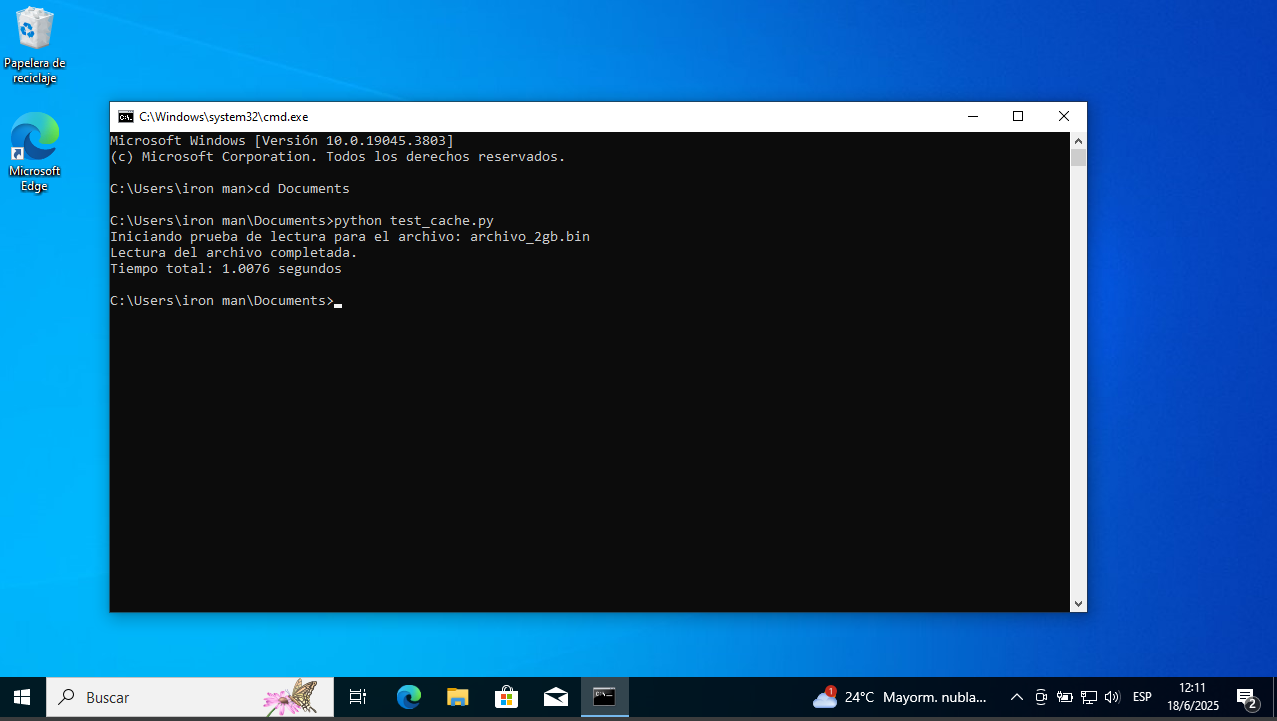 Papelera de
reciclaje
Microsoft
Edge
C:\Windows\system32\cmd.exe
Microsoft Windows [Versión 10.0.19045.3803]
(c) Microsoft Corporation. Todos los derechos reservados.
C:\Users\iron man>cd Documents
C:\Users\iron man\Documents>python test_cache.py
Iniciando prueba de lectura para el archivo: archivo_2gb.bin
Lectura del archivo completada.
Tiempo total: 1.0076 segundos
C:\Users\iron man\Documents>
Buscar
1
24°C Mayorm. nubla...
ESP
12:11
18/6/2025
2